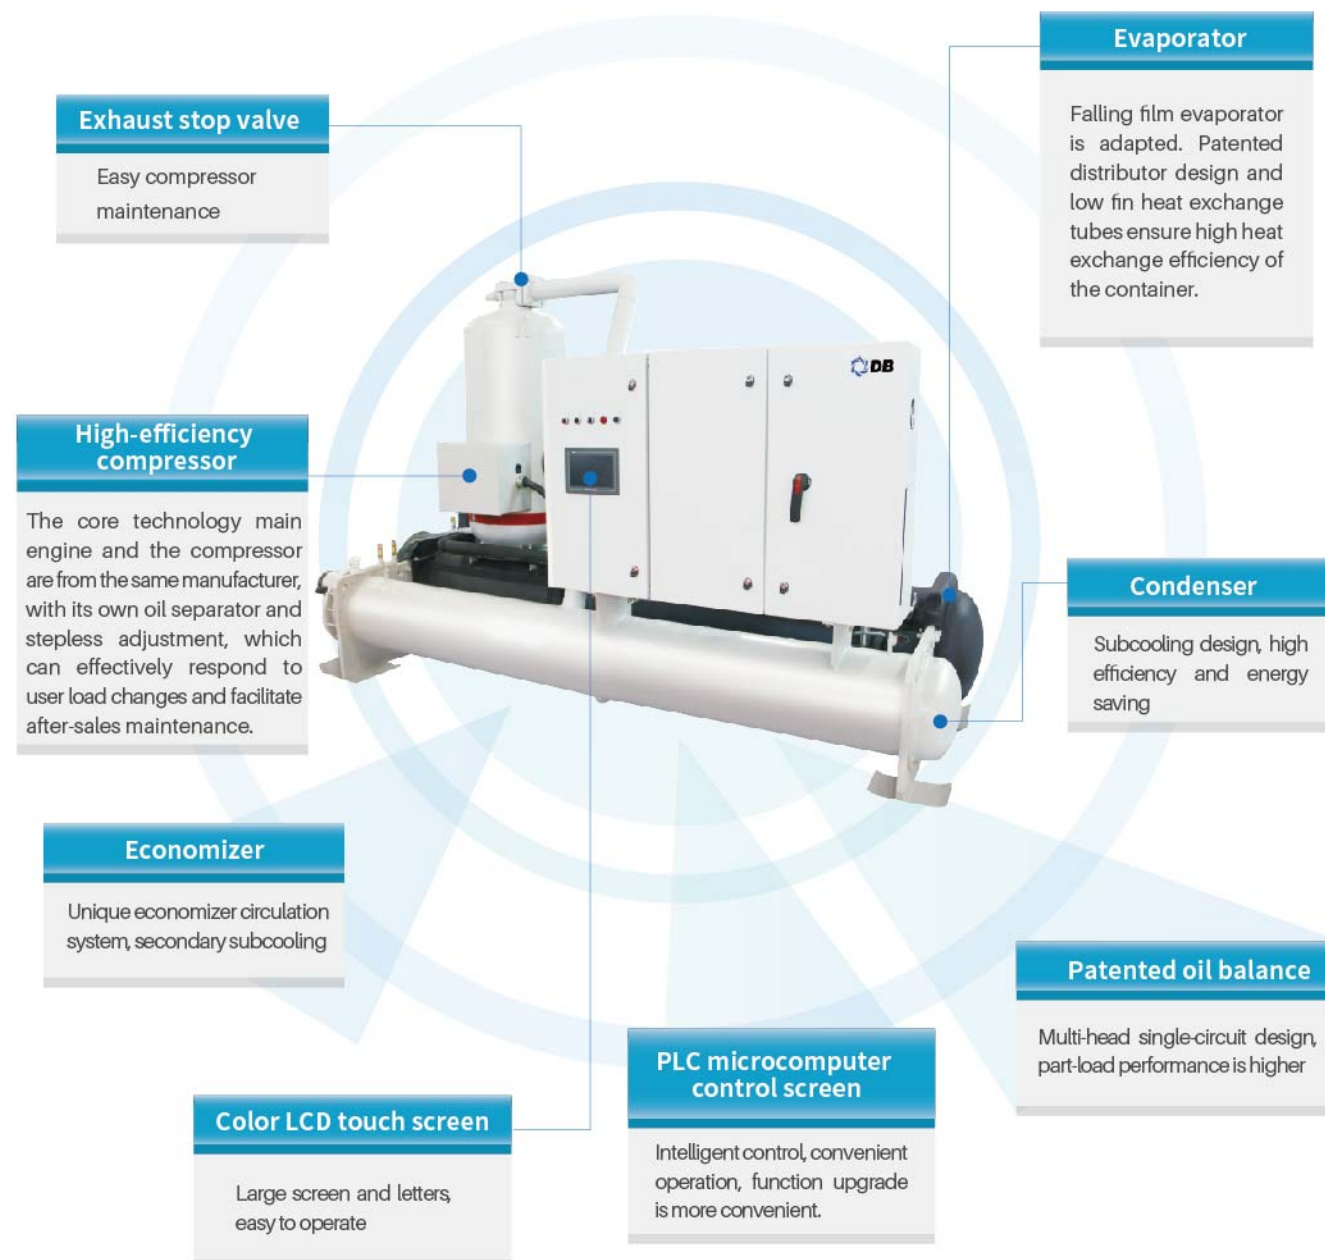 Evaporator
Falling film evaporator
is adapted. Patented
distributor design and
low fin heat exchange
tubes ensure high heat
exchange efficiency of
the container.
Exhaust stop valve
Easy compressor
maintenance
DB
High-efficiency
compressor
The core technology main
engine and the compressor
are from the same manufacturer,
with its own oil separator and
stepless adjustment, which
can effectively respond to
user load changes and facilitate
after-sales maintenance.
Condenser
Subcooling design, high
efficiency and energy
saving
Economizer
Unique economizer circulation
system, secondary subcooling
Patented oil balance
Multi-head single-circuit design,
part-load performance is higher
PLC microcomputer
control screen
Intelligent control, convenient
operation, function upgrade
is more convenient.
Color LCD touch screen
Large screen and letters,
easy to operate